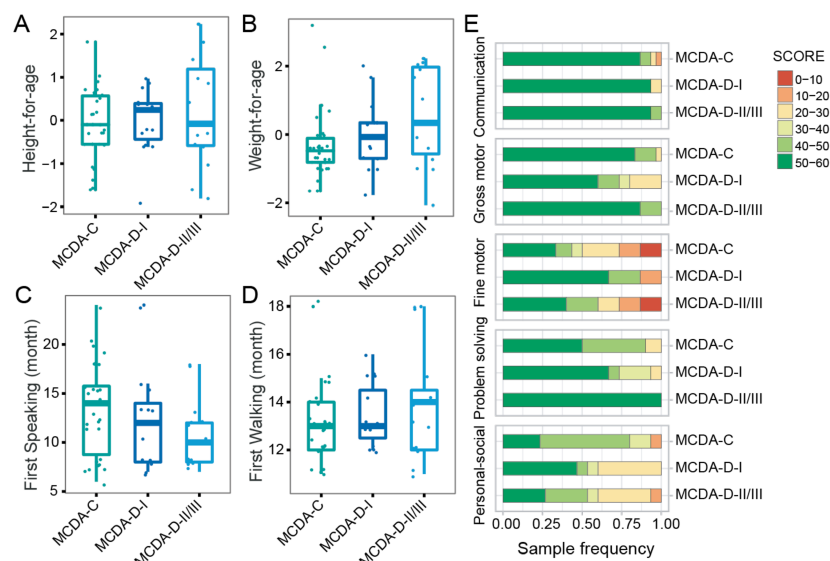 A
Height-for-age
2
1
0
−1
−2
MCDA-C
MCDA-D-I
MCDA-D-II/III
B
Weight-for-age
2
0
−2
MCDA-C
MCDA-D-I
MCDA-D-II/III
C
First Speaking (month)
20
15
10
5
MCDA-C
MCDA-D-I
MCDA-D-II/III
D
First Walking (month)
18
16
14
12
MCDA-C
MCDA-D-I
MCDA-D-II/III
E
Communication
MCDA-C
MCDA-D-I
MCDA-D-II/III
Gross motor
MCDA-C
MCDA-D-I
MCDA-D-II/III
Fine motor
MCDA-C
MCDA-D-I
MCDA-D-II/III
Problem solving
MCDA-C
MCDA-D-I
MCDA-D-II/III
Personal-social
MCDA-C
MCDA-D-I
MCDA-D-II/III
0.00 0.25 0.50 0.75 1.00
Sample frequency
SCORE
0−10
10−20
20−30
30−40
40−50
50−60